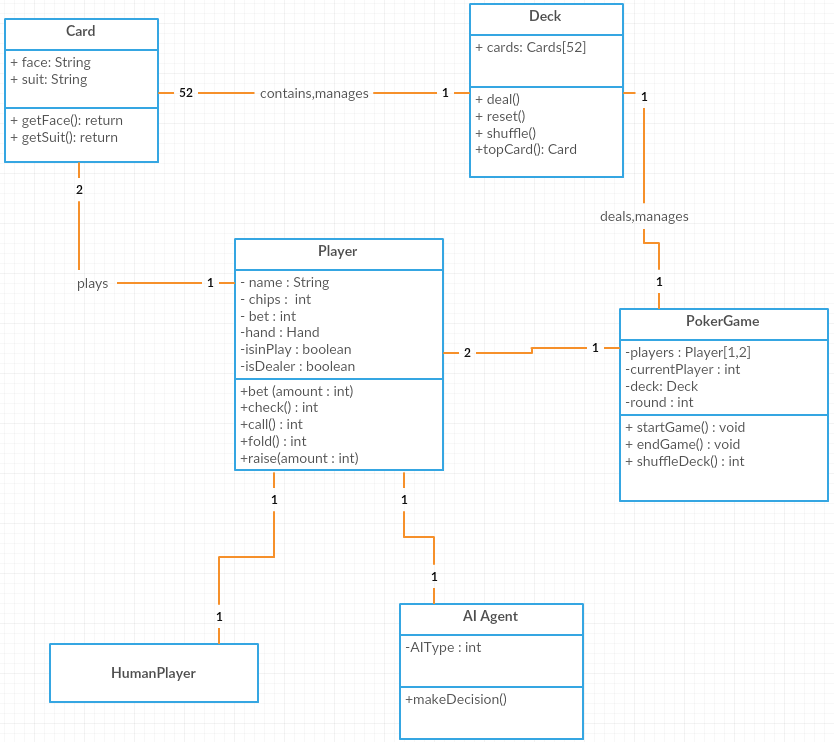 Card
+ face: String
+ suit: String
+ getFace(): return
+ getSuit(): return
52
contains,manages
1
Deck
+ cards: Cards[52]
+ deal()
+ reset()
+ shuffle()
+topCard(): Card
1
deals,manages
1
2
plays
1
Player
- name : String
- chips :  int
- bet : int
-hand : Hand
-isinPlay : boolean
-isDealer : boolean
+bet (amount : int)
+check() : int
+call() : int
+fold() : int
+raise(amount : int)
2
1
PokerGame
-players : Player[1,2]
-currentPlayer : int
-deck: Deck
-round : int
+ startGame() : void
+ endGame() : void
+ shuffleDeck() : int
1
1
1
1
HumanPlayer
AI Agent
-AIType : int
+makeDecision()